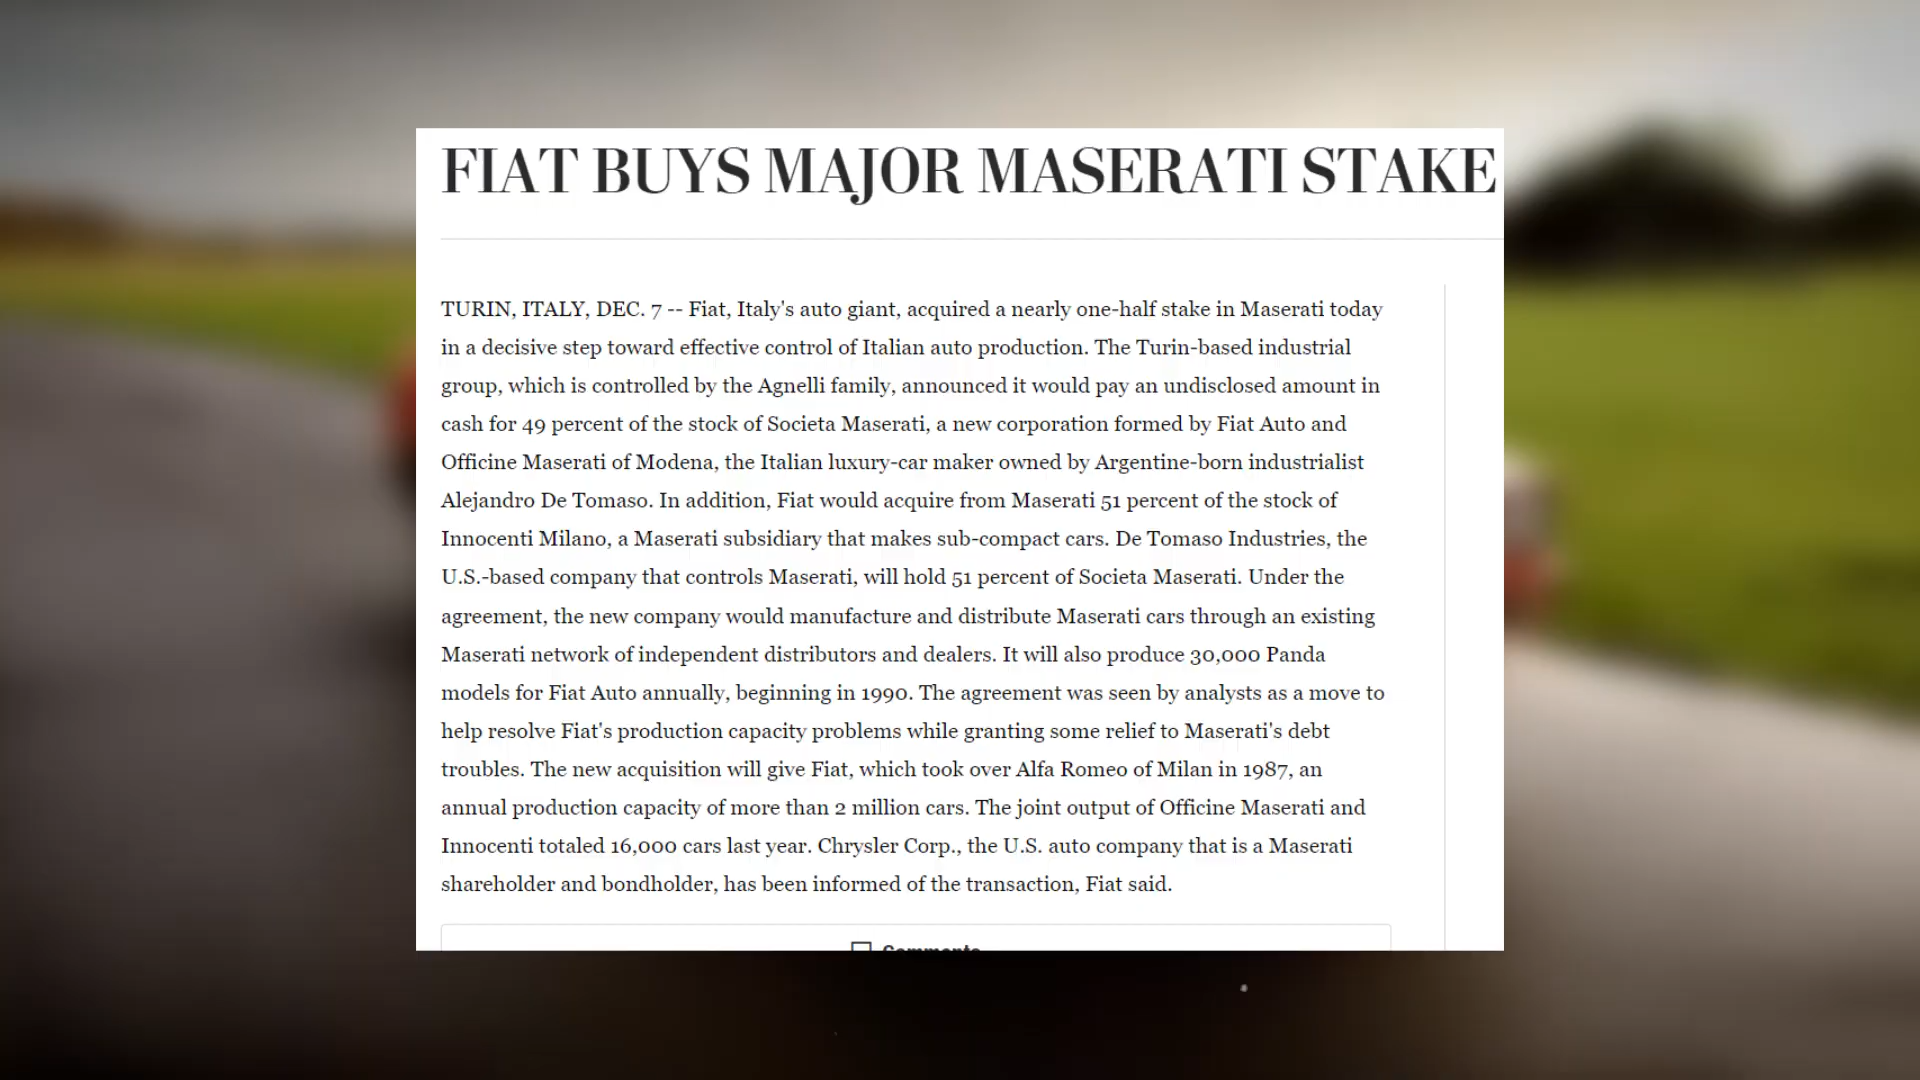 FIAT BUYS MAJOR MASERATI STAKE
TURIN, ITALY, DEC. 7 -- Fiat, Italy's auto giant, acquired a nearly one-half stake in Maserati today
in a decisive step toward effective control of Italian auto production. The Turin-based industrial
group, which is controlled by the Agnelli family, announced it would pay an undisclosed amount in
cash for 49 percent of the stock of Societa Maserati, a new corporation formed by Fiat Auto and
Officine Maserati of Modena, the Italian luxury-car maker owned by Argentine-born industrialist
Alejandro De Tomaso. In addition, Fiat would acquire from Maserati 51 percent of the stock of
Innocenti Milano, a Maserati subsidiary that makes sub-compact cars. De Tomaso Industries, the
U.S.-based company that controls Maserati, will hold 51 percent of Societa Maserati. Under the
agreement, the new company would manufacture and distribute Maserati cars through an existing
Maserati network of independent distributors and dealers. It will also produce 30,000 Panda
models for Fiat Auto annually, beginning in 1990. The agreement was seen by analysts as a move to
help resolve Fiat's production capacity problems while granting some relief to Maserati's debt
troubles. The new acquisition will give Fiat, which took over Alfa Romeo of Milan in 1987, an
annual production capacity of more than 2 million cars. The joint output of Officine Maserati and
Innocenti totaled 16,000 cars last year. Chrysler Corp., the U.S. auto company that is a Maserati
shareholder and bondholder, has been informed of the transaction, Fiat said.
Comments